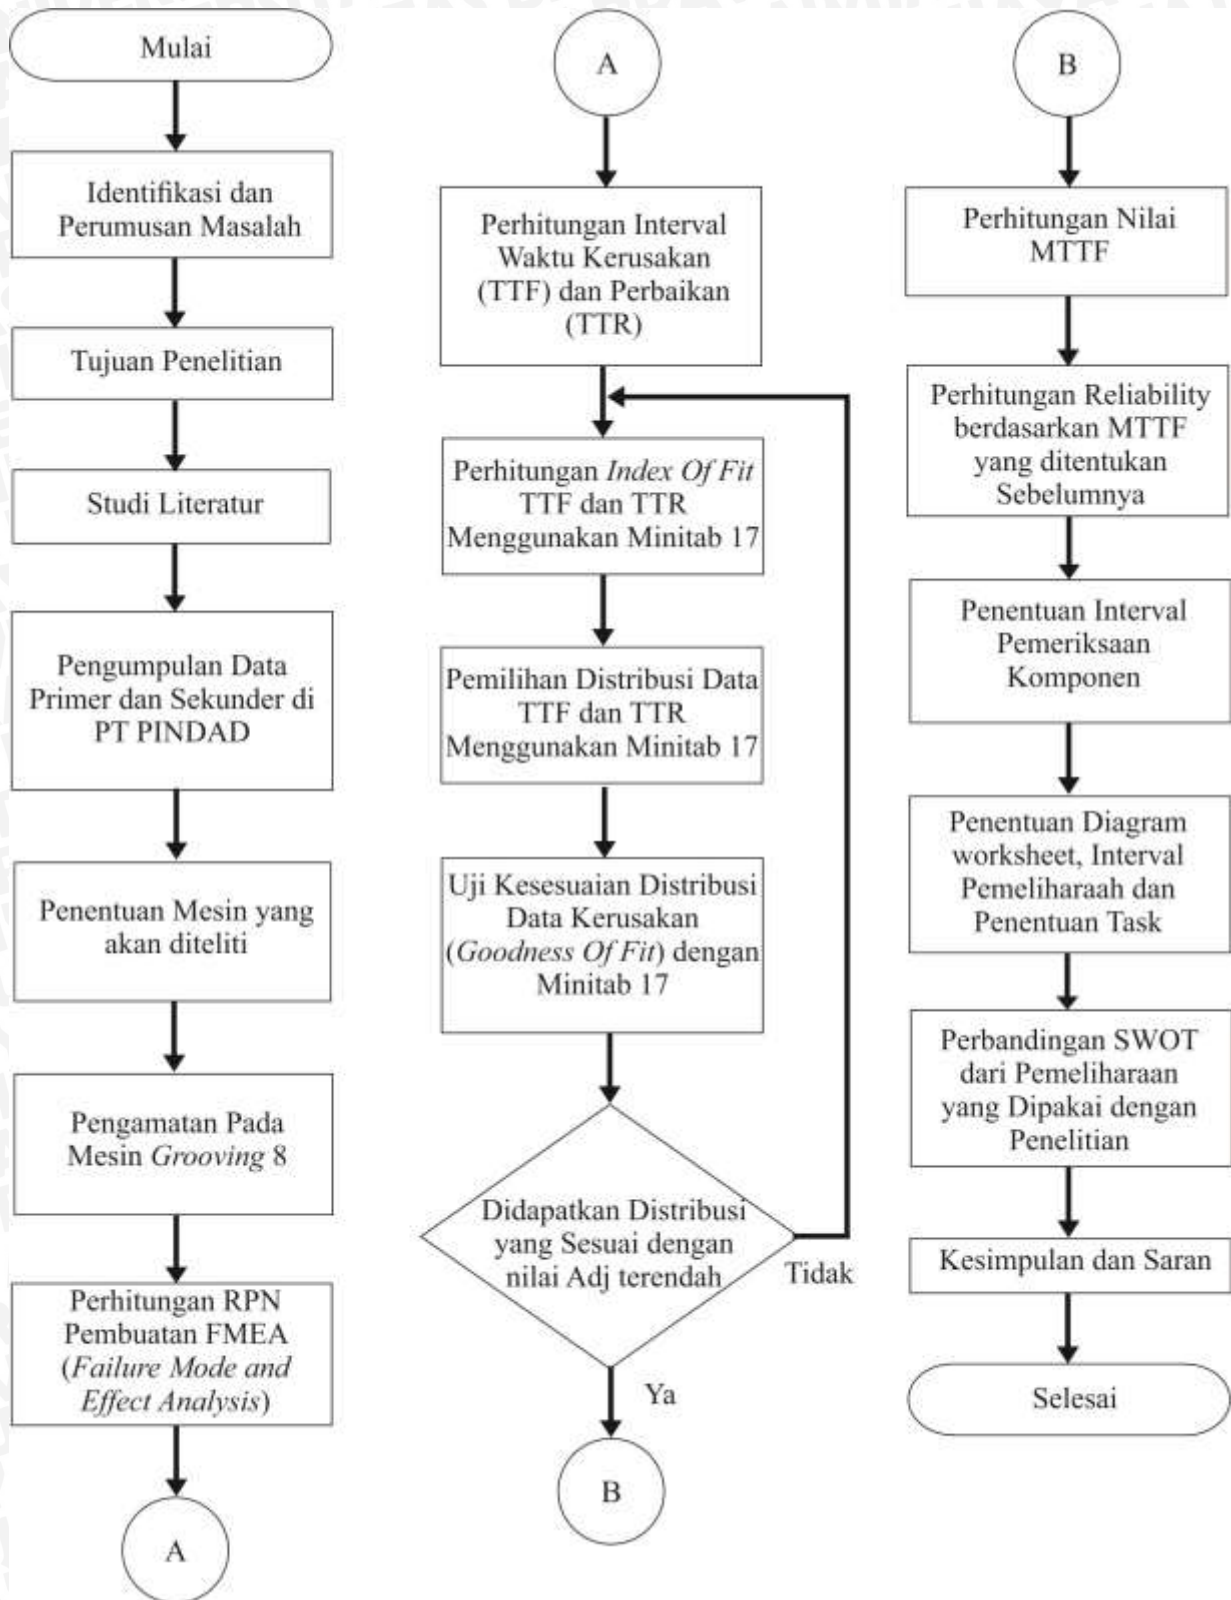 Mulai
Identifikasi dan
Perumusan Masalah
Tujuan Penelitian
Studi Literatur
Pengumpulan Data
Primer dan Sekunder di
PT PINDAD
Penentuan Mesin yang
akan diteliti
Pengamatan Pada
Mesin Grooving 8
Perhitungan RPN
Pembuatan FMEA
(Failure Mode and
Effect Analysis)
A
A
Perhitungan Interval
Waktu Kerusakan
(TTF) dan Perbaikan
(TTR)
Perhitungan Index Of Fit
TTF dan TTR
Menggunakan Minitab 17
Pemilihan Distribusi Data
TTF dan TTR
Menggunakan Minitab 17
Uji Kesesuaian Distribusi
Data Kerusakan
(Goodness Of Fit) dengan
Minitab 17
Didapatkan Distribusi
yang Sesuai dengan
nilai Adj terendah
Tidak
Ya
B
B
Perhitungan Nilai
MTTF
Perhitungan Reliability
berdasarkan MTTF
yang ditentukan
Sebelumnya
Penentuan Interval
Pemeriksaan
Komponen
Penentuan Diagram
worksheet, Interval
Pemeliharaah dan
Penentuan Task
Perbandingan SWOT
dari Pemeliharaan
yang Dipakai dengan
Penelitian
Kesimpulan dan Saran
Selesai